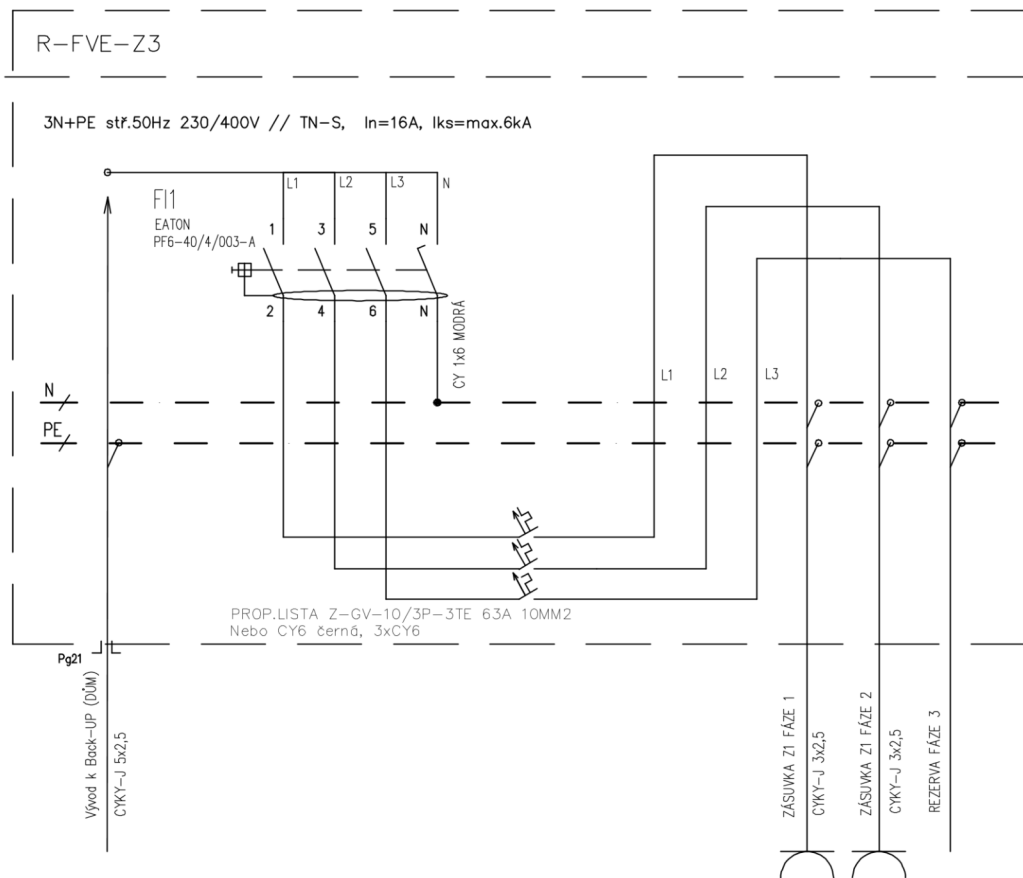 R-FVE-Z3
3N+PE stř.50Hz 230/400V // TN-S, In=16A, Iks=max.6kA
FI1
EATON
PF6-40/4/003-A
L1
L2
L3
N
1
3
5
N
2
4
6
N
CY 1x6 MODRÁ
L1
L2
L3
N
PE
PROP.LISTA Z-GV-10/3P-3TE 63A 10MM2
Nebo CY6 černá, 3xCY6
Pg21
Vývod k Back-UP (DŮM)
CYKY-J 5x2,5
ZÁSUVKA Z1 FÁZE 1
CYKY-J 3x2,5
ZÁSUVKA Z1 FÁZE 2
CYKY-J 3x2,5
REZERVA FÁZE 3